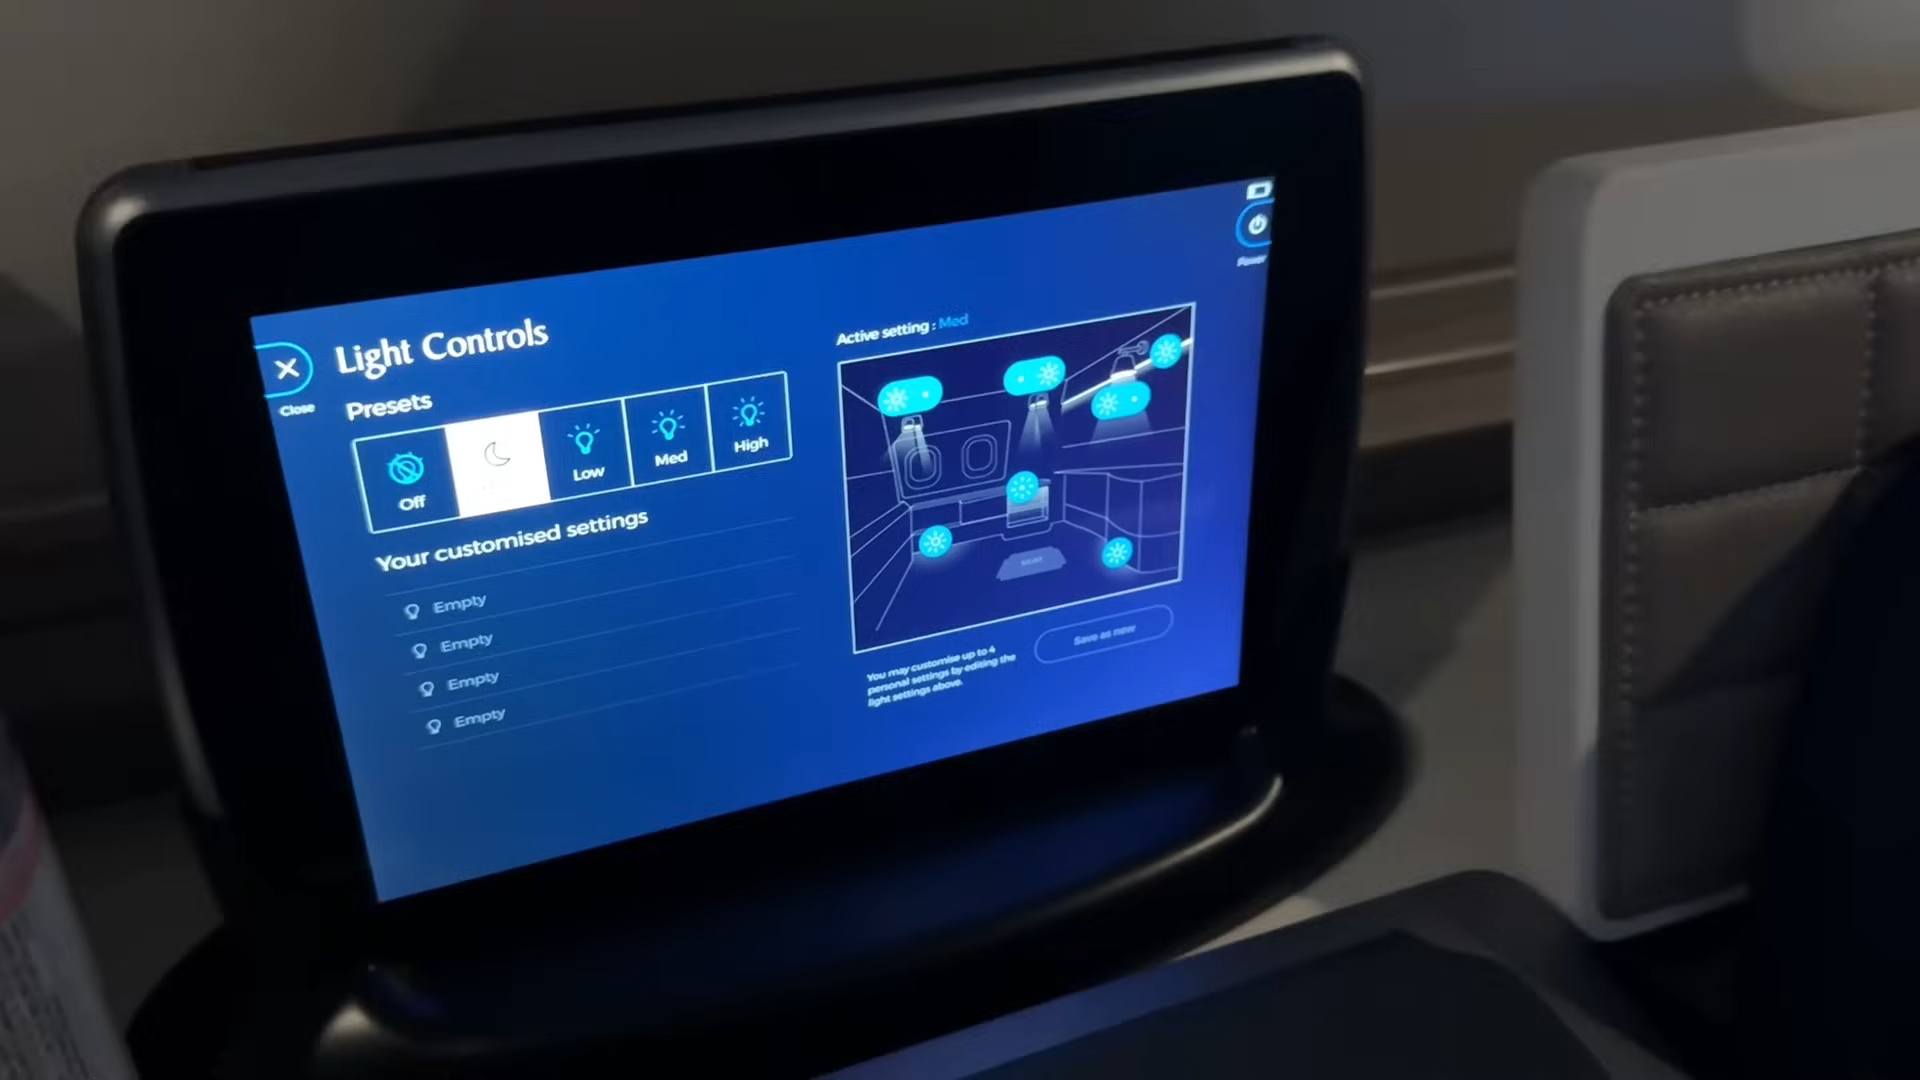 Power
Close
Light Controls
Presets
Off
Low
Med
High
Your customised settings
Empty
Empty
Empty
Empty
Active setting : Med
SEAT
You may customise up to 4
personal settings by editing the
light settings above.
Save as new